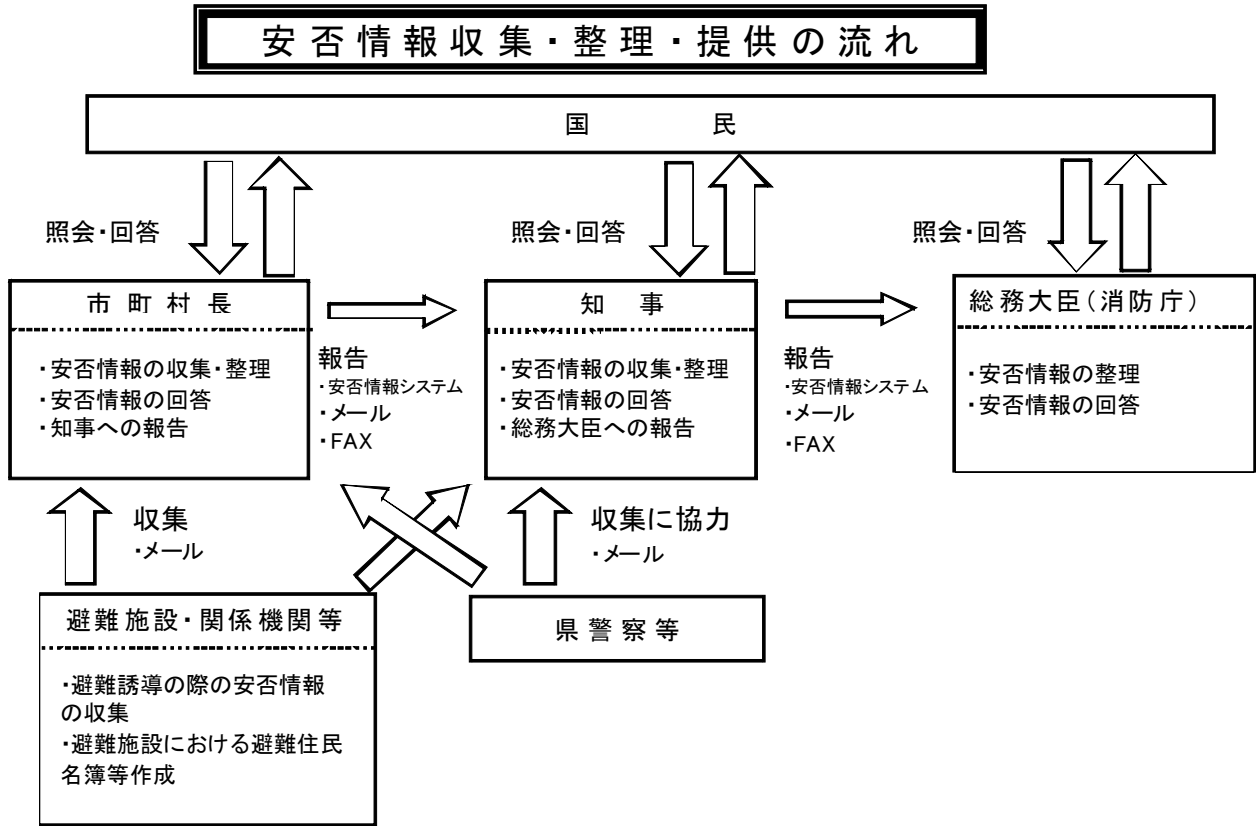 安否情報収集・整理・提供の流れ
国民
照会・回答
照会・回答
照会・回答
市町村長
・安否情報の収集・整理
・安否情報の回答
・知事への報告
報告
・安否情報システム
・メール
・FAX
知事
・安否情報の収集・整理
・安否情報の回答
・総務大臣への報告
報告
・安否情報システム
・メール
・FAX
総務大臣(消防庁)
・安否情報の整理
・安否情報の回答
収集
・メール
収集に協力
・メール
避難施設・関係機関等
・避難誘導の際の安否情報
の収集
・避難施設における避難住民
名簿等作成
県警察等